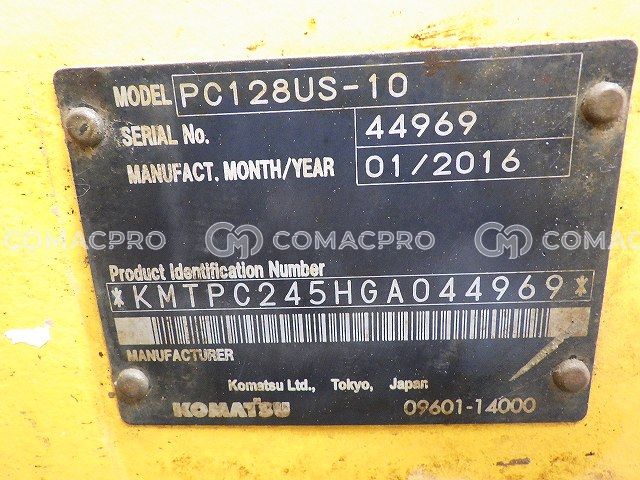 MODEL PC128US-10
SERIAL No. 44969
MANUFACT. MONTH/YEAR 01/2016
COMACPRO COMACPRO COMACPRO
Product Identification Number
*KMTPC245HGA044969*
MANUFACTURER
Komatsu Ltd., Tokyo, Japan
KOMATSU 09601-14000